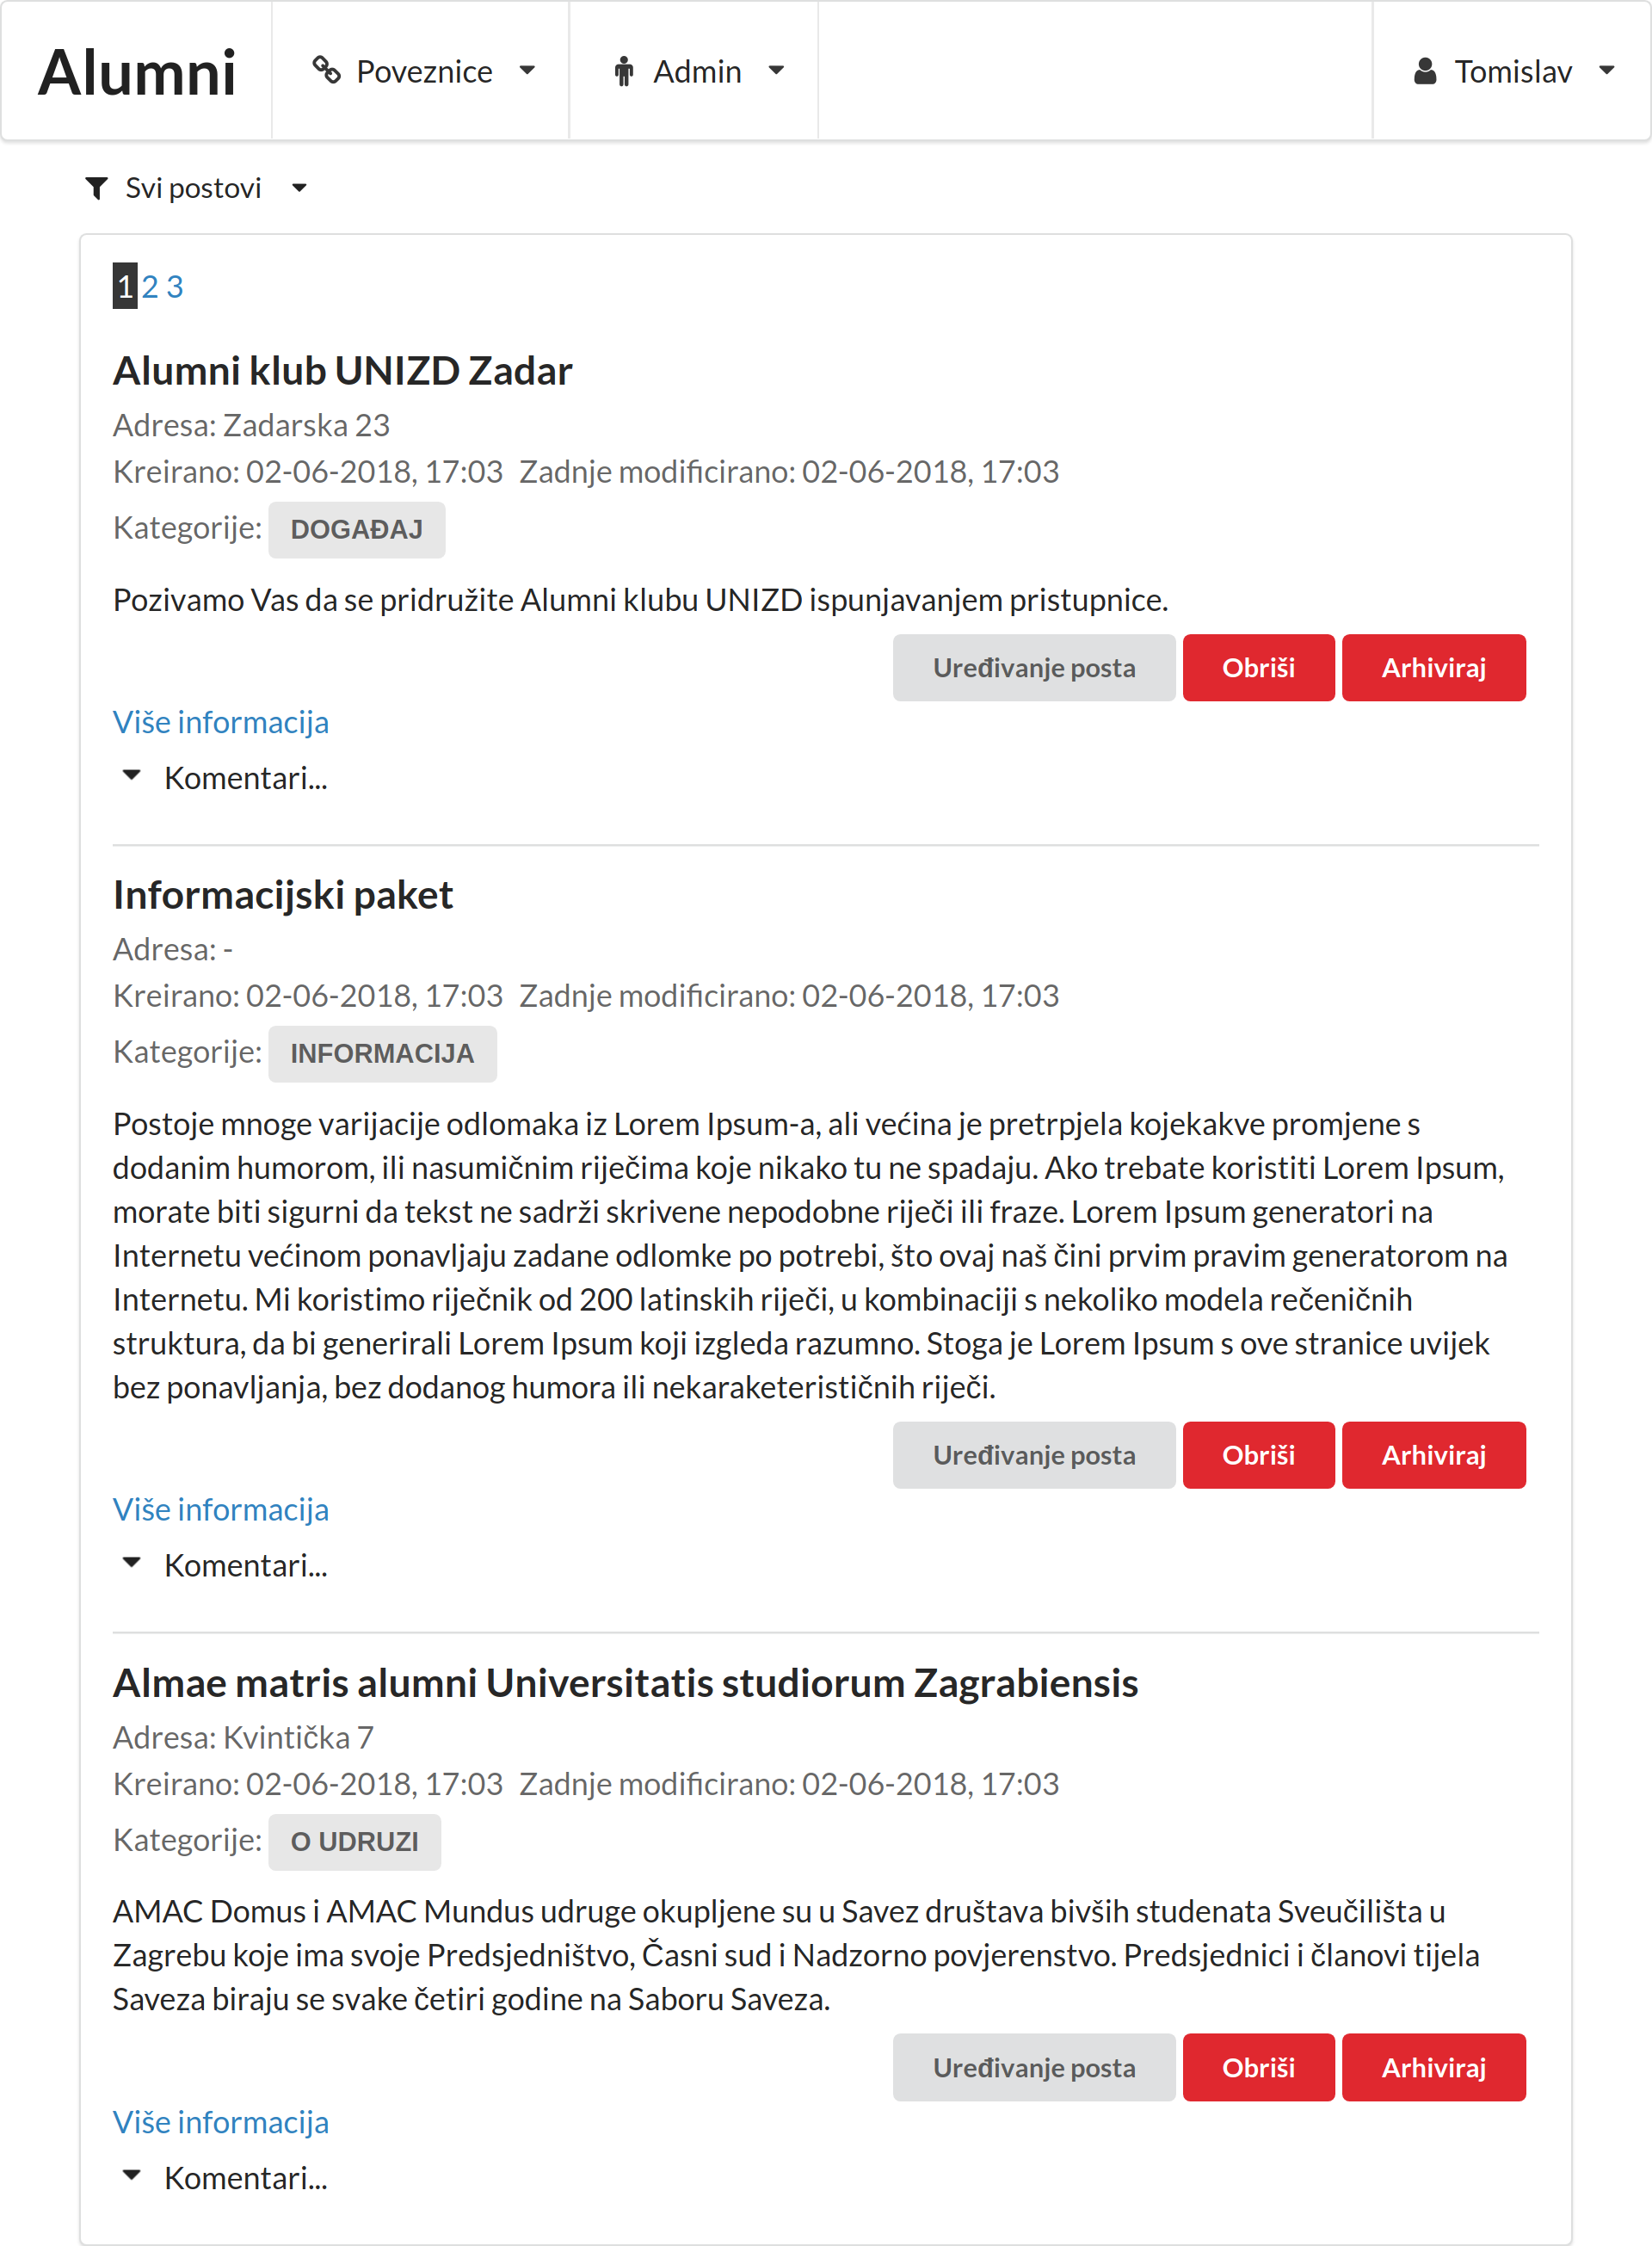 Alumni Poveznice Admin Tomislav
Svi postovi
1 2 3
Alumni klub UNIZD Zadar
Adresa: Zadarska 23
Kreirano: 02-06-2018, 17:03 Zadnje modificirano: 02-06-2018, 17:03
Kategorije: DOGAĐAJ
Pozivamo Vas da se pridružite Alumni klubu UNIZD ispunjavanjem pristupnice.
Uređivanje posta Obriši Arhiviraj
Više informacija
Komentari...
Informacijski paket
Adresa: -
Kreirano: 02-06-2018, 17:03 Zadnje modificirano: 02-06-2018, 17:03
Kategorije: INFORMACIJA
Postoje mnoge varijacije odlomaka iz Lorem Ipsum-a, ali većina je pretrpjela kojekakve promjene s
dodanim humorom, ili nasumičnim riječima koje nikako tu ne spadaju. Ako trebate koristiti Lorem Ipsum,
morate biti sigurni da tekst ne sadrži skrivene nepodobne riječi ili fraze. Lorem Ipsum generatori na
Internetu većinom ponavljaju zadane odlomke po potrebi, što ovaj naš čini prvim pravim generatorom na
Internetu. Mi koristimo riječnik od 200 latinskih riječi, u kombinaciji s nekoliko modela rečeničnih
struktura, da bi generirali Lorem Ipsum koji izgleda razumno. Stoga je Lorem Ipsum s ove stranice uvijek
bez ponavljanja, bez dodanog humora ili nekaraketerističnih riječi.
Uređivanje posta Obriši Arhiviraj
Više informacija
Komentari...
Almae matris alumni Universitatis studiorum Zagrabiensis
Adresa: Kvintička 7
Kreirano: 02-06-2018, 17:03 Zadnje modificirano: 02-06-2018, 17:03
Kategorije: O UDRUZI
AMAC Domus i AMAC Mundus udruge okupljene su u Savez društava bivših studenata Sveučilišta u
Zagrebu koje ima svoje Predsjedništvo, Časni sud i Nadzorno povjerenstvo. Predsjednici i članovi tijela
Saveza biraju se svake četiri godine na Saboru Saveza.
Uređivanje posta Obriši Arhiviraj
Više informacija
Komentari...